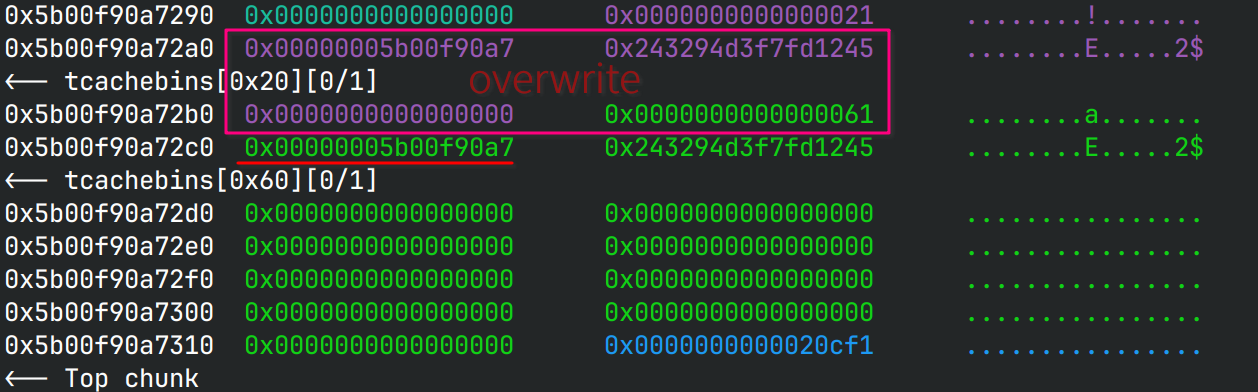 0x5b00f90a7290 0x0000000000000000 0x0000000000000021 ........!.......
0x5b00f90a72a0 0x00000005b00f90a7 0x243294d3f7fd1245 ........E.....2$
<— tcachebins[0x20][0/1]
overwrite
0x5b00f90a72b0 0x0000000000000000 0x0000000000000061 ........a.......
0x5b00f90a72c0 0x00000005b00f90a7 0x243294d3f7fd1245 ........E.....2$
<— tcachebins[0x60][0/1]
0x5b00f90a72d0 0x0000000000000000 0x0000000000000000 ................
0x5b00f90a72e0 0x0000000000000000 0x0000000000000000 ................
0x5b00f90a72f0 0x0000000000000000 0x0000000000000000 ................
0x5b00f90a7300 0x0000000000000000 0x0000000000000000 ................
0x5b00f90a7310 0x0000000000000000 0x0000000000020cf1 ................
<— Top chunk